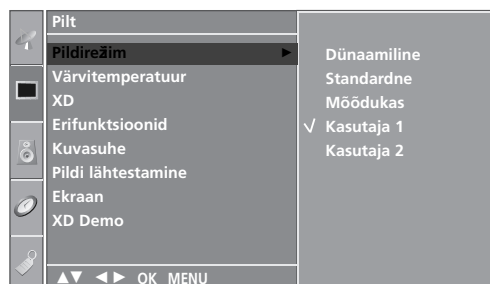 Pilt
Pildirežim ►
Värvitemperatuur
XD
Erifunktsioonid
Kuvasuhe
Pildi lähtestamine
Ekraan
XD Demo
▲▼ ◄► OK MENU
Dünaamiline
Standardne
Mõõdukas
√ Kasutaja 1
Kasutaja 2